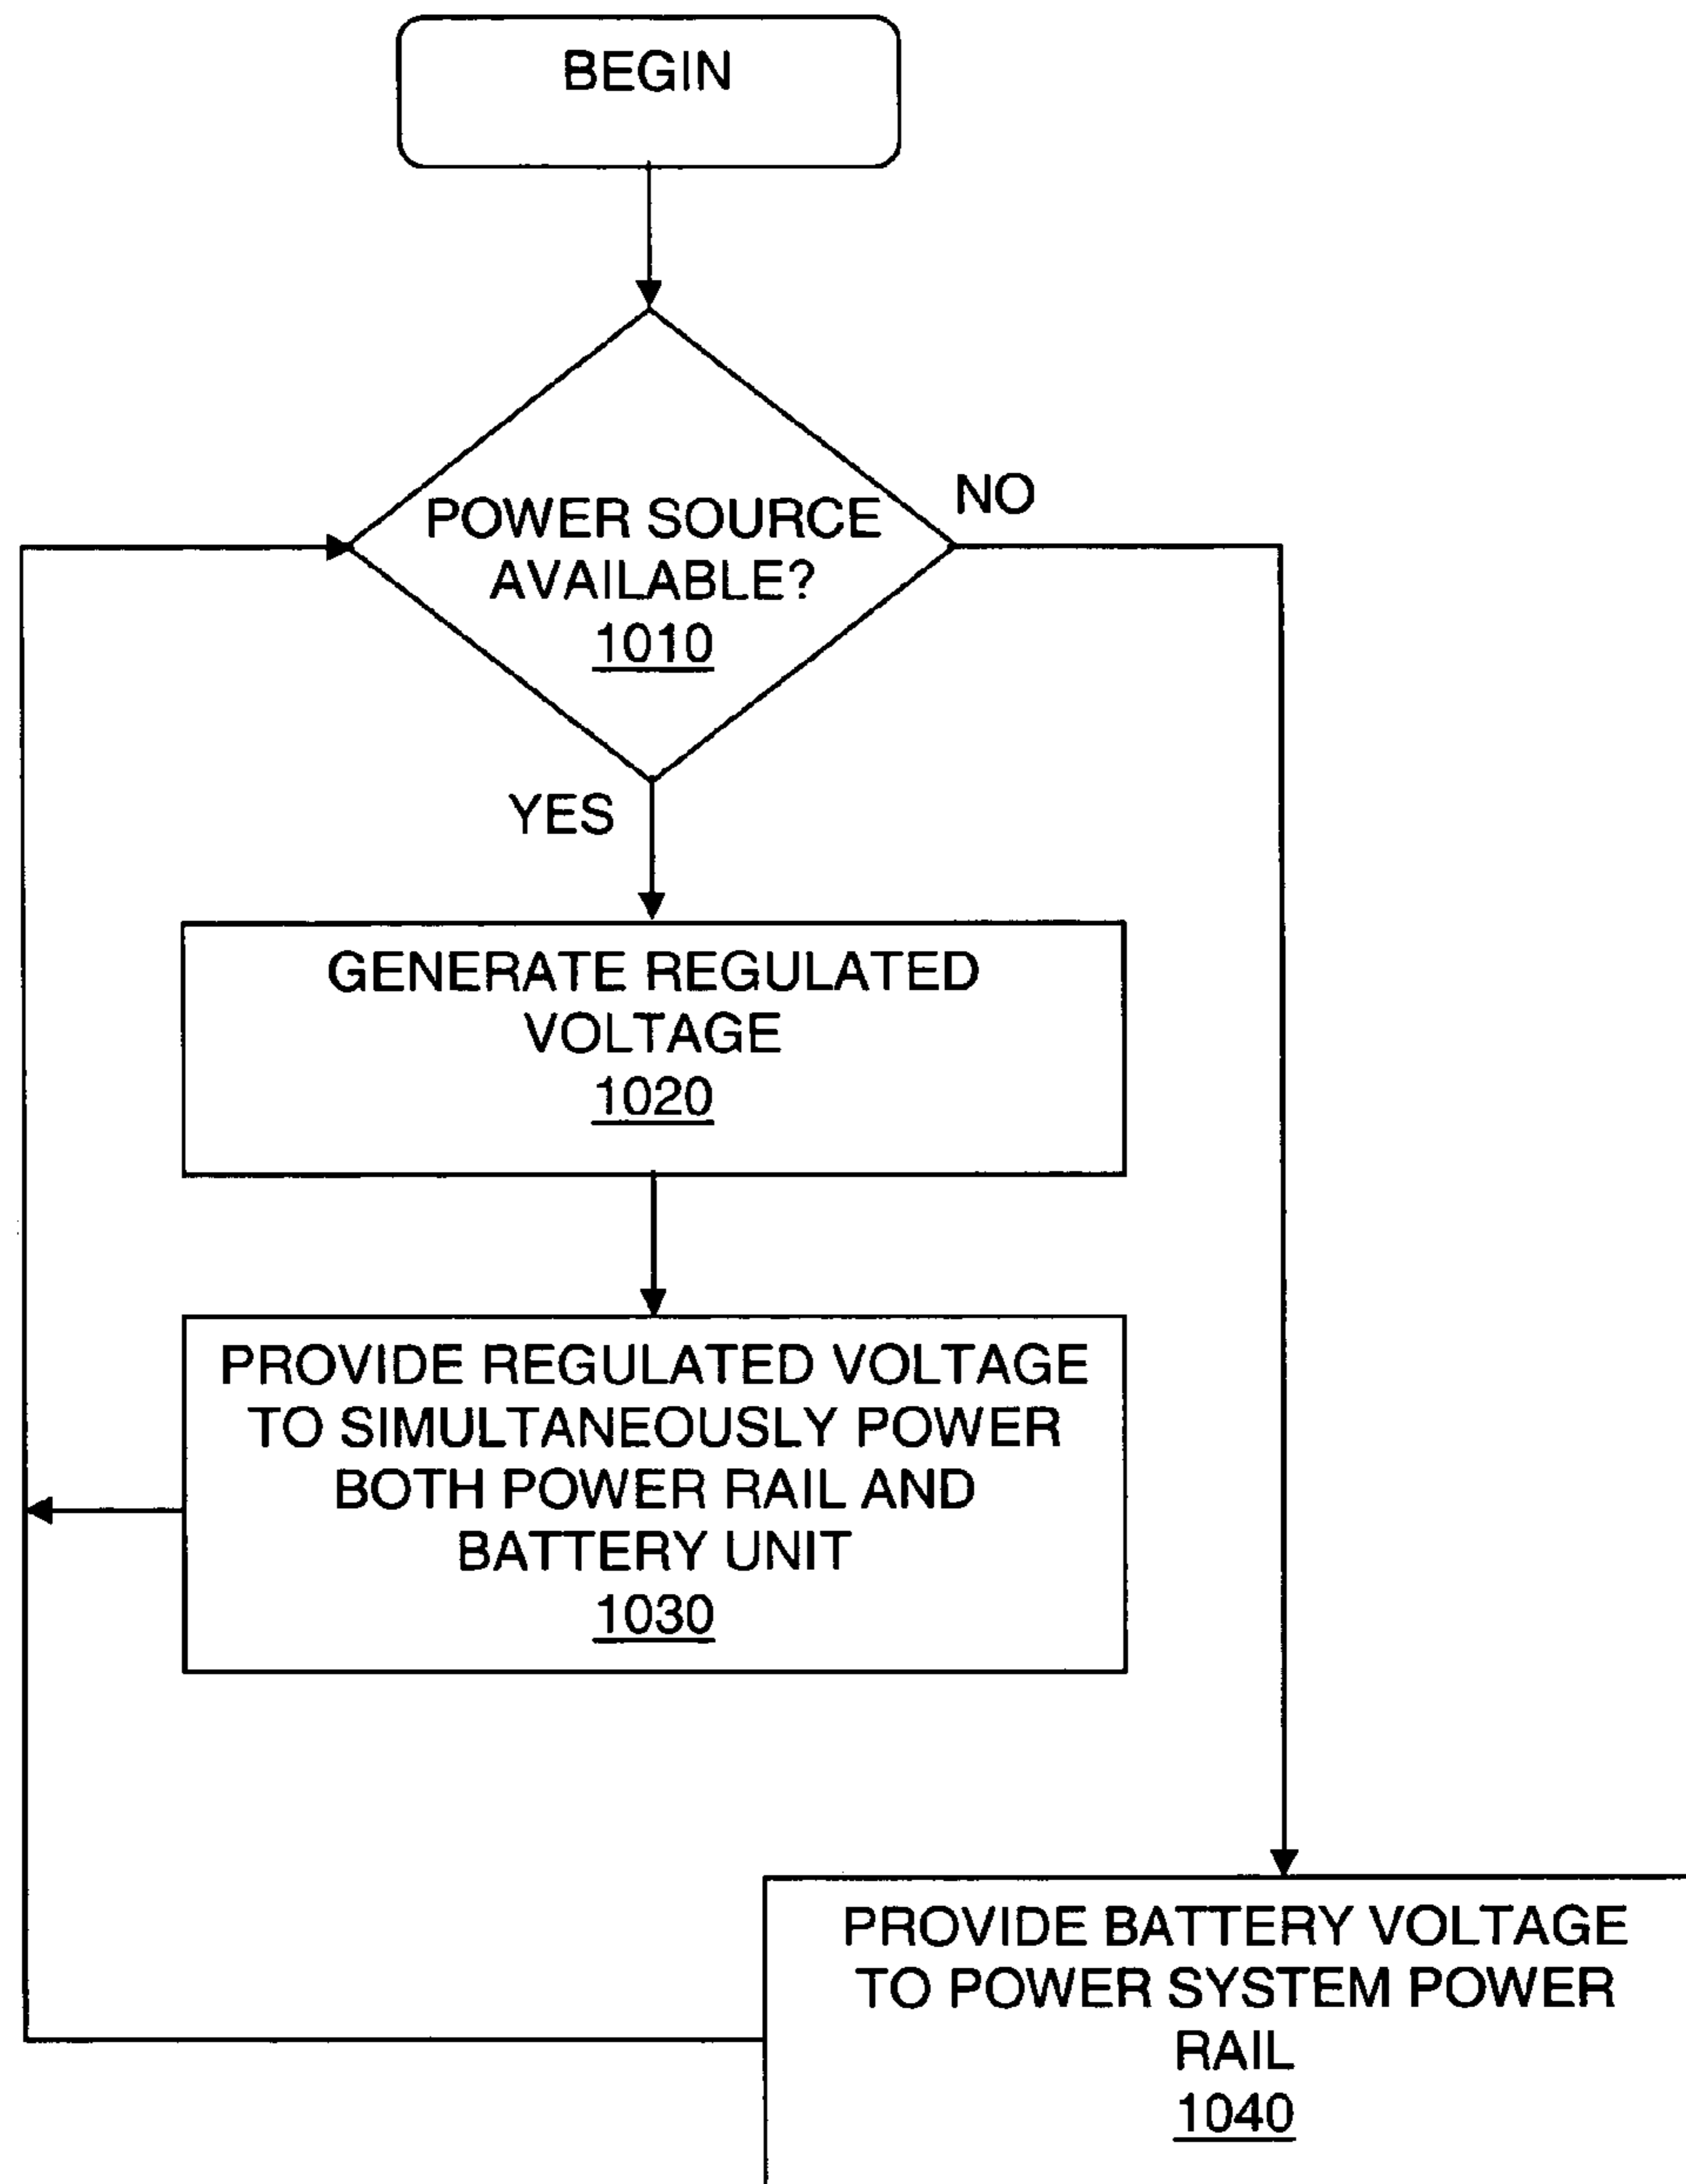 BEGIN
POWER SOURCE
AVAILABLE?
1010
NO
YES
GENERATE REGULATED
VOLTAGE
1020
PROVIDE REGULATED VOLTAGE
TO SIMULTANEOUSLY POWER
BOTH POWER RAIL AND
BATTERY UNIT
1030
PROVIDE BATTERY VOLTAGE
TO POWER SYSTEM POWER
RAIL
1040